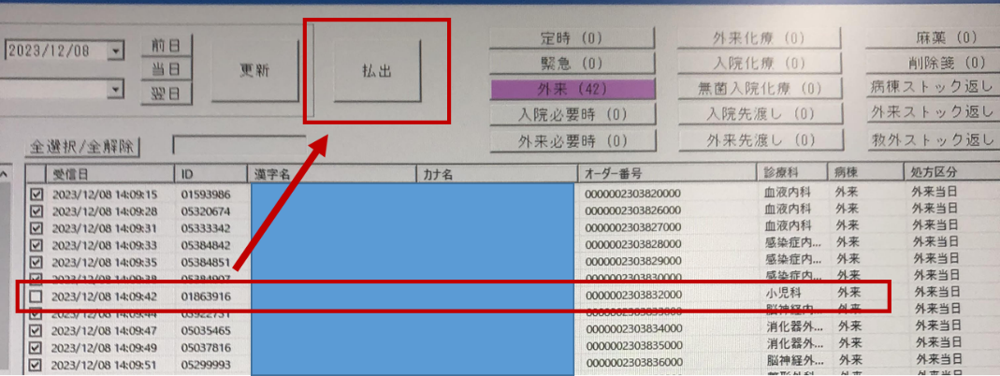 2023/12/08
前日
当日
翌日
更新
払出
定時 (0)
緊急 (0)
外来 (42)
入院必要時 (0)
外来必要時 (0)
外来化療 (0)
入院化療 (0)
無菌入院化療 (0)
入院先渡し (0)
外来先渡し (0)
麻薬 (0)
削除箋 (0)
病棟ストック返し
外来ストック返し
救外ストック返し
全選択/全解除
受信日 ID 漢字名 カナ名 オーダー番号 診療科 病棟 処方区分
2023/12/08 14:09:15 01593986 0000002303820000 血液内科 外来 外来当日
2023/12/08 14:09:28 05320674 0000002303826000 血液内科 外来 外来当日
2023/12/08 14:09:31 05333342 0000002303827000 血液内科 外来 外来当日
2023/12/08 14:09:33 05384842 0000002303828000 感染症内... 外来 外来当日
2023/12/08 14:09:35 05384851 0000002303829000 感染症内... 外来 外来当日
2023/12/08 14:09:38 05384907 0000002303830000 感染症内... 外来 外来当日
2023/12/08 14:09:42 01863916 0000002303832000 小児科 外来 外来当日
2023/12/08 14:09:44 03922731 0000002303833000 脳神経内... 外来 外来当日
2023/12/08 14:09:47 05035465 0000002303834000 消化器外... 外来 外来当日
2023/12/08 14:09:49 05037816 0000002303835000 消化器外... 外来 外来当日
2023/12/08 14:09:51 05299993 0000002303836000 脳神経外... 外来 外来当日